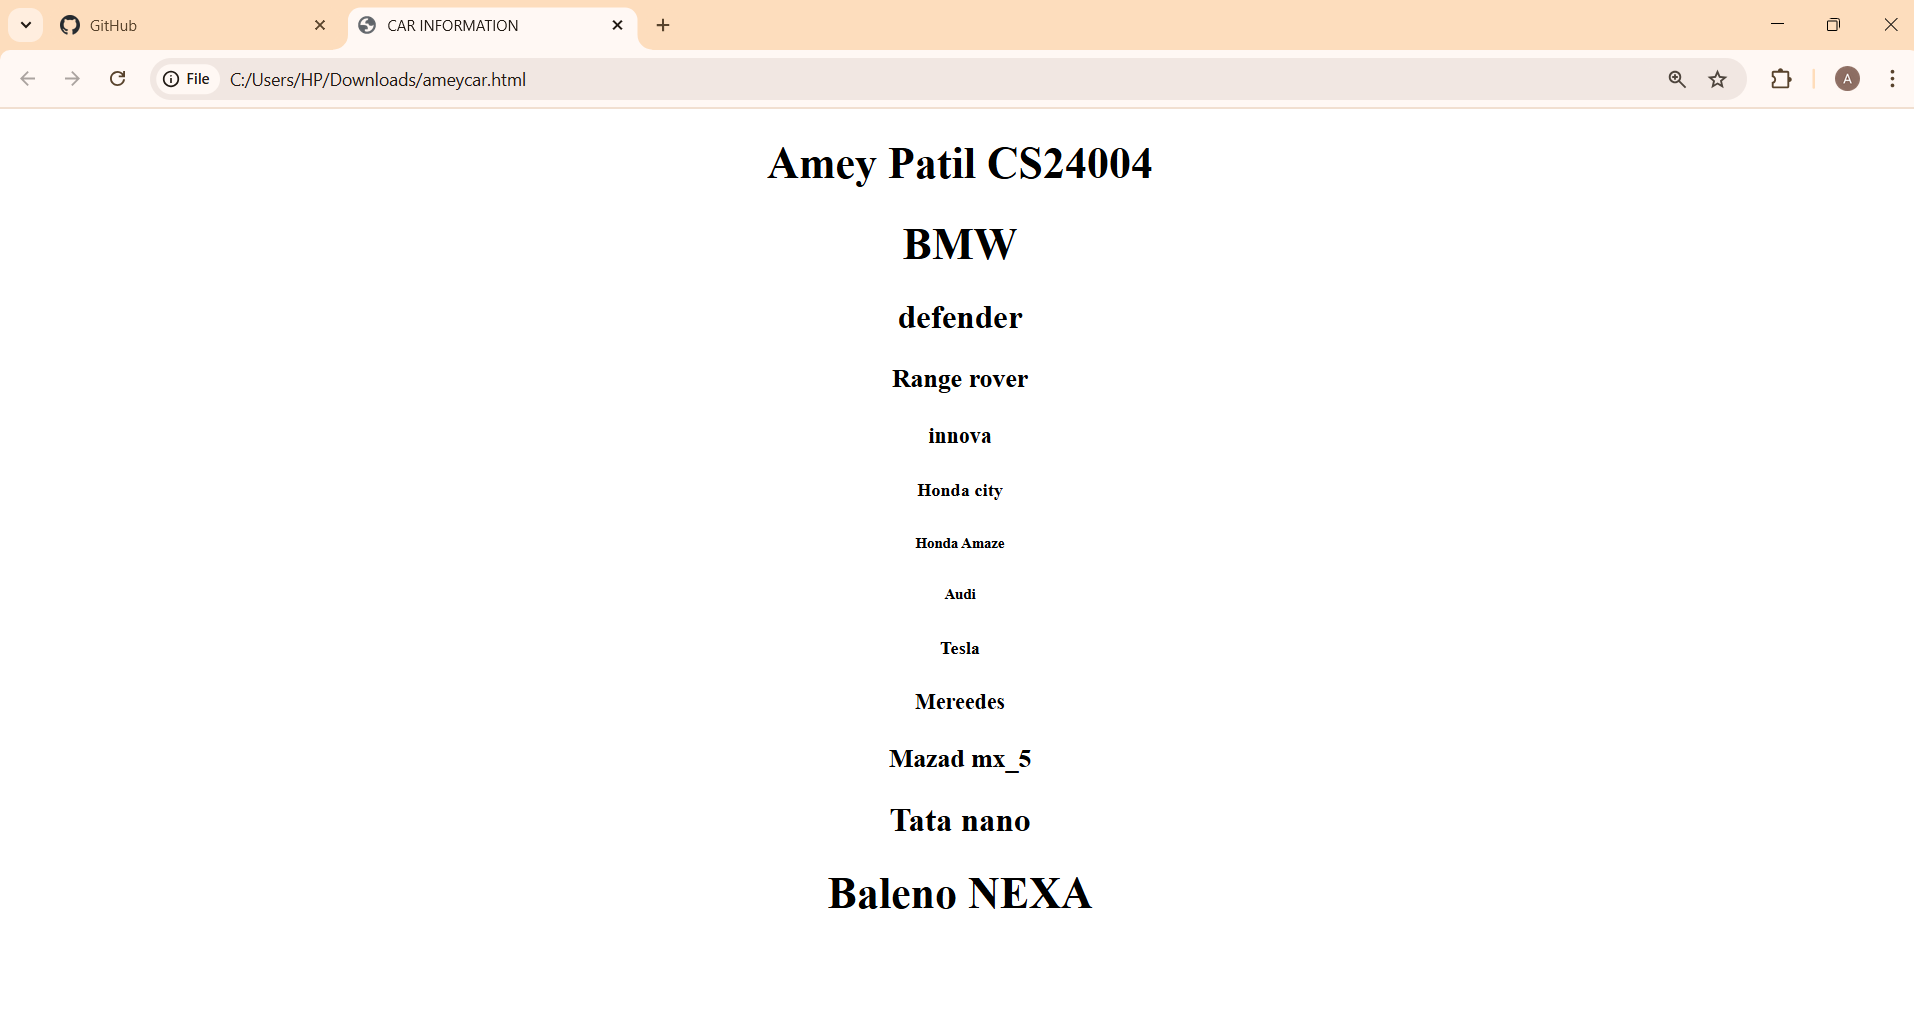 GitHub
CAR INFORMATION
File
C:/Users/HP/Downloads/ameycar.html
A
Amey Patil CS24004
BMW
defender
Range rover
innova
Honda city
Honda Amaze
Audi
Tesla
Mereedes
Mazad mx_5
Tata nano
Baleno NEXA